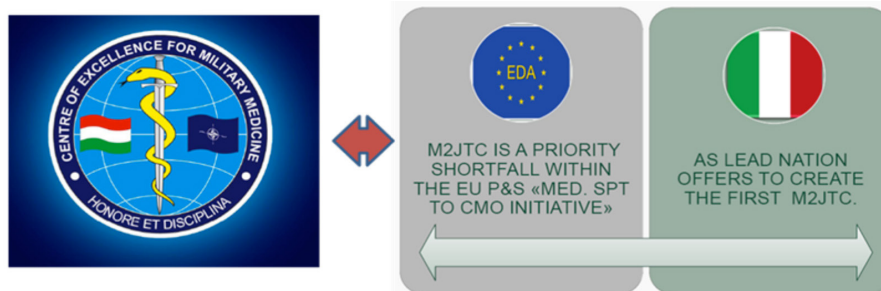 CENTRE OF EXCELLENCE FOR MILITARY MEDICINE
HONORE ET DISCIPLINA
EDA
M2JTC IS A PRIORITY
SHORTFALL WITHIN
THE EU P&S «MED. SPT
TO CMO INITIATIVE»
AS LEAD NATION
OFFERS TO CREATE
THE FIRST M2JTC.